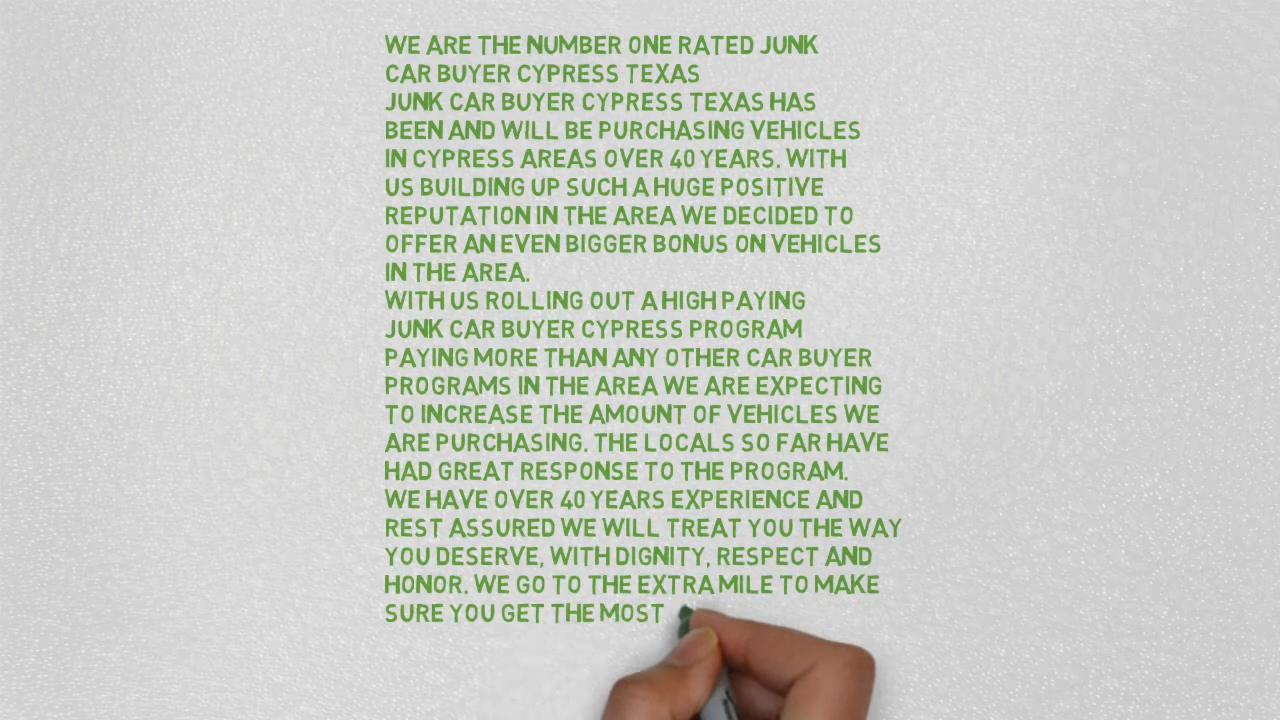 WE ARE THE NUMBER ONE RATED JUNK
CAR BUYER CYPRESS TEXAS
JUNK CAR BUYER CYPRESS TEXAS HAS
BEEN AND WILL BE PURCHASING VEHICLES
IN CYPRESS AREAS OVER 40 YEARS. WITH
US BUILDING UP SUCH A HUGE POSITIVE
REPUTATION IN THE AREA WE DECIDED TO
OFFER AN EVEN BIGGER BONUS ON VEHICLES
IN THE AREA.
WITH US ROLLING OUT A HIGH PAYING
JUNK CAR BUYER CYPRESS PROGRAM
PAYING MORE THAN ANY OTHER CAR BUYER
PROGRAMS IN THE AREA WE ARE EXPECTING
TO INCREASE THE AMOUNT OF VEHICLES WE
ARE PURCHASING. THE LOCALS SO FAR HAVE
HAD GREAT RESPONSE TO THE PROGRAM.
WE HAVE OVER 40 YEARS EXPERIENCE AND
REST ASSURED WE WILL TREAT YOU THE WAY
YOU DESERVE, WITH DIGNITY, RESPECT AND
HONOR. WE GO TO THE EXTRA MILE TO MAKE
SURE YOU GET THE MOST